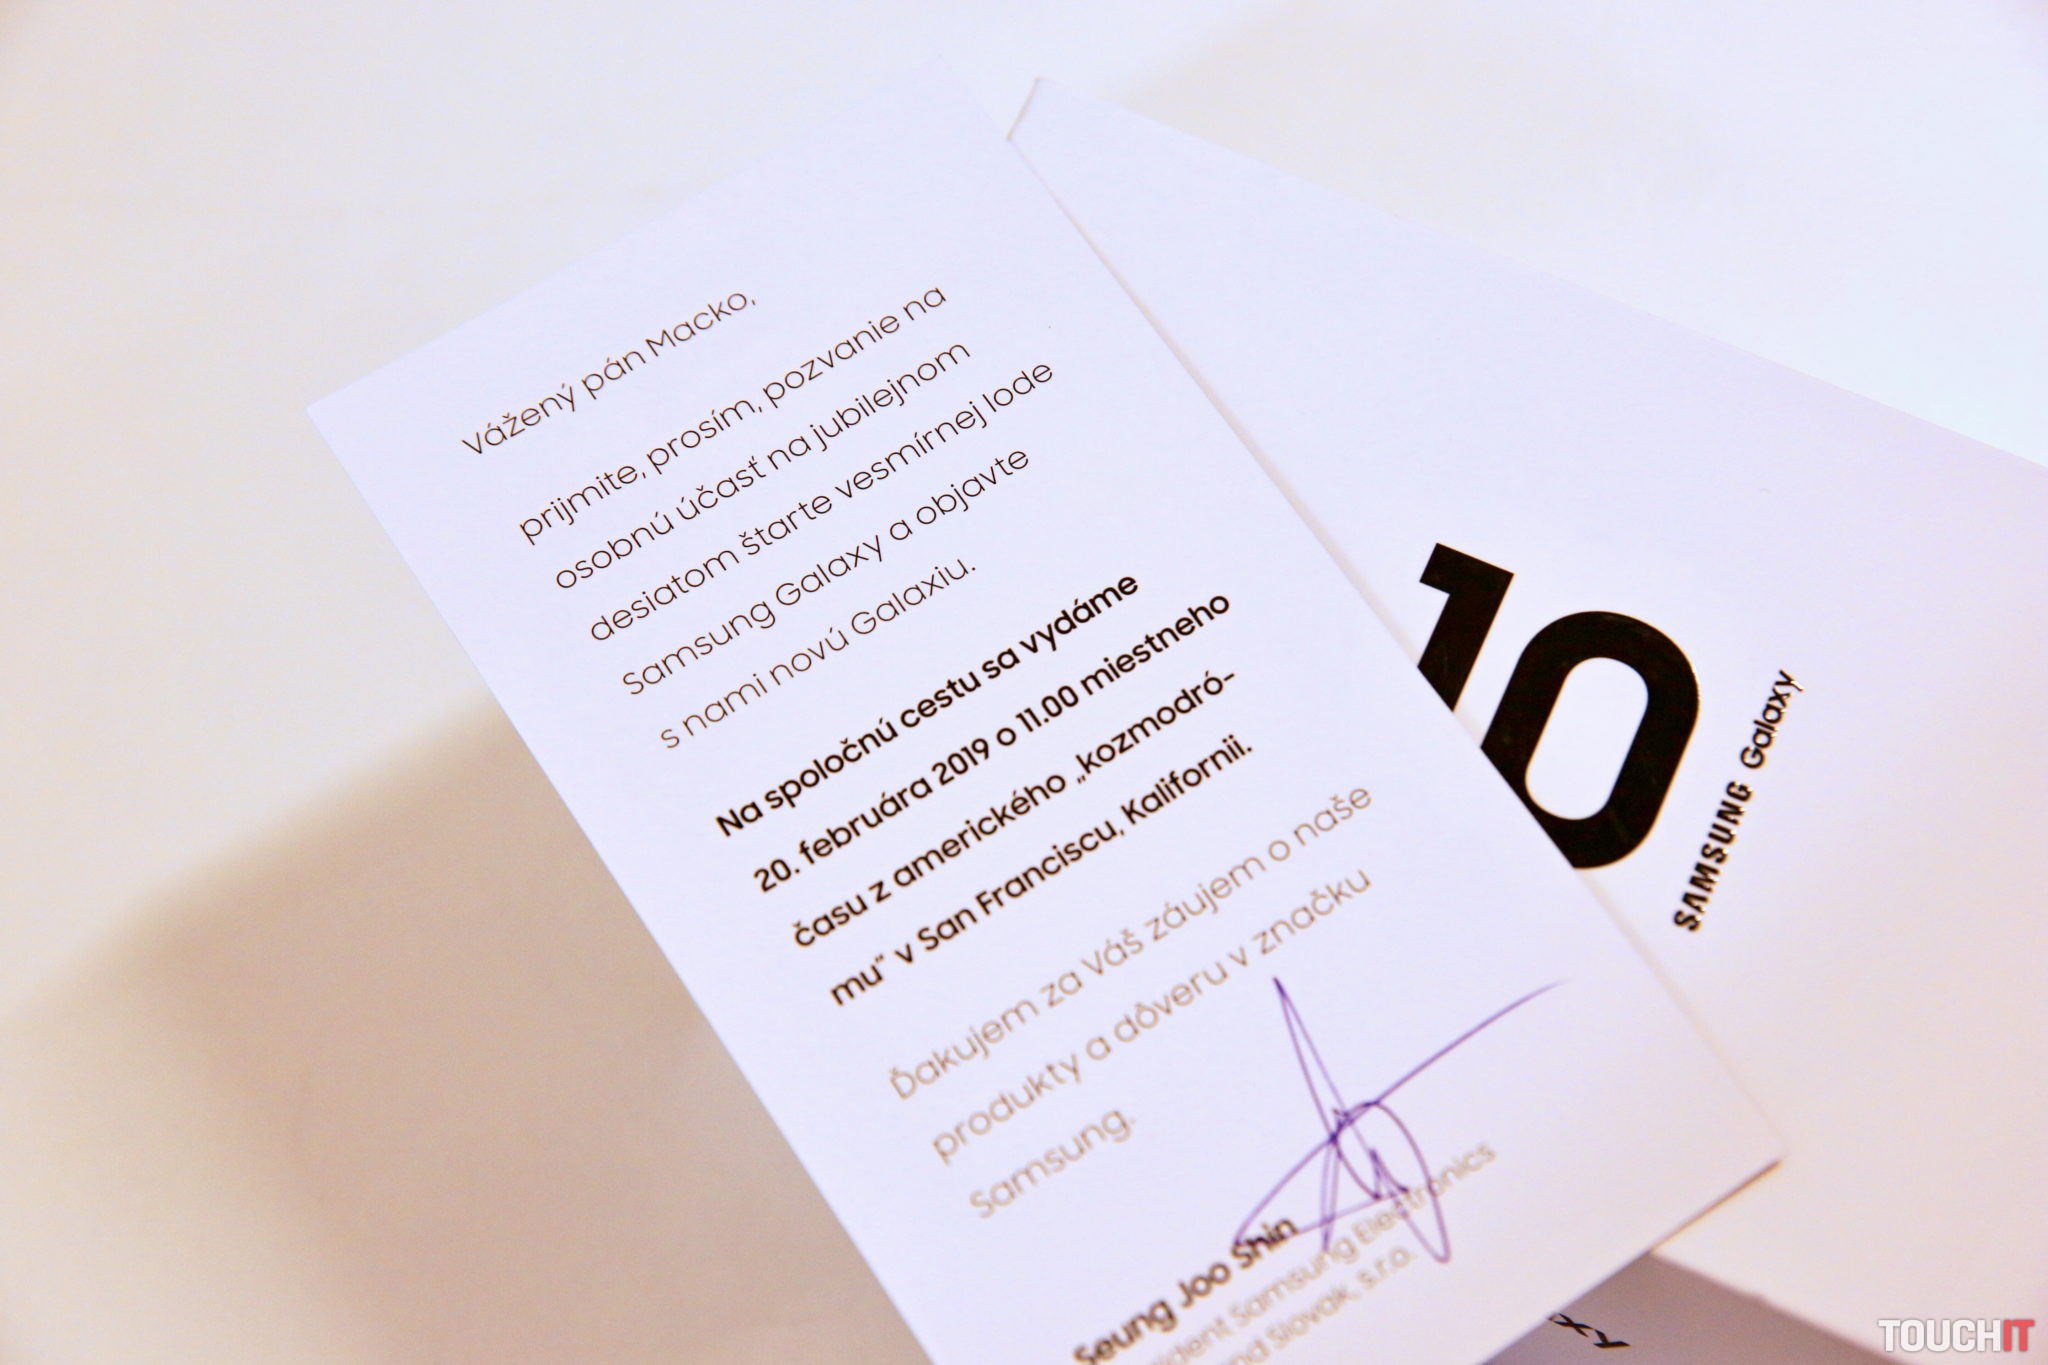 Vážený pán Macko,
prijmite, prosím, pozvanie na
osobnú účasť na jubilejnom
desiatom štarte vesmírnej lode
Samsung Galaxy a objavte
s nami novú Galaxiu.
Na spoločnú cestu sa vydáme
20. februára 2019 o 11.00 miestneho
času z amerického „kozmodró-
mu“ v San Franciscu, Kalifornii.
Ďakujem za Váš záujem o naše
produkty a dôveru v značku
Samsung.
Seung Joo Shin
Samsung Electronics
Slovak, s.r.o.
10
SAMSUNG Galaxy
TOUCHIT